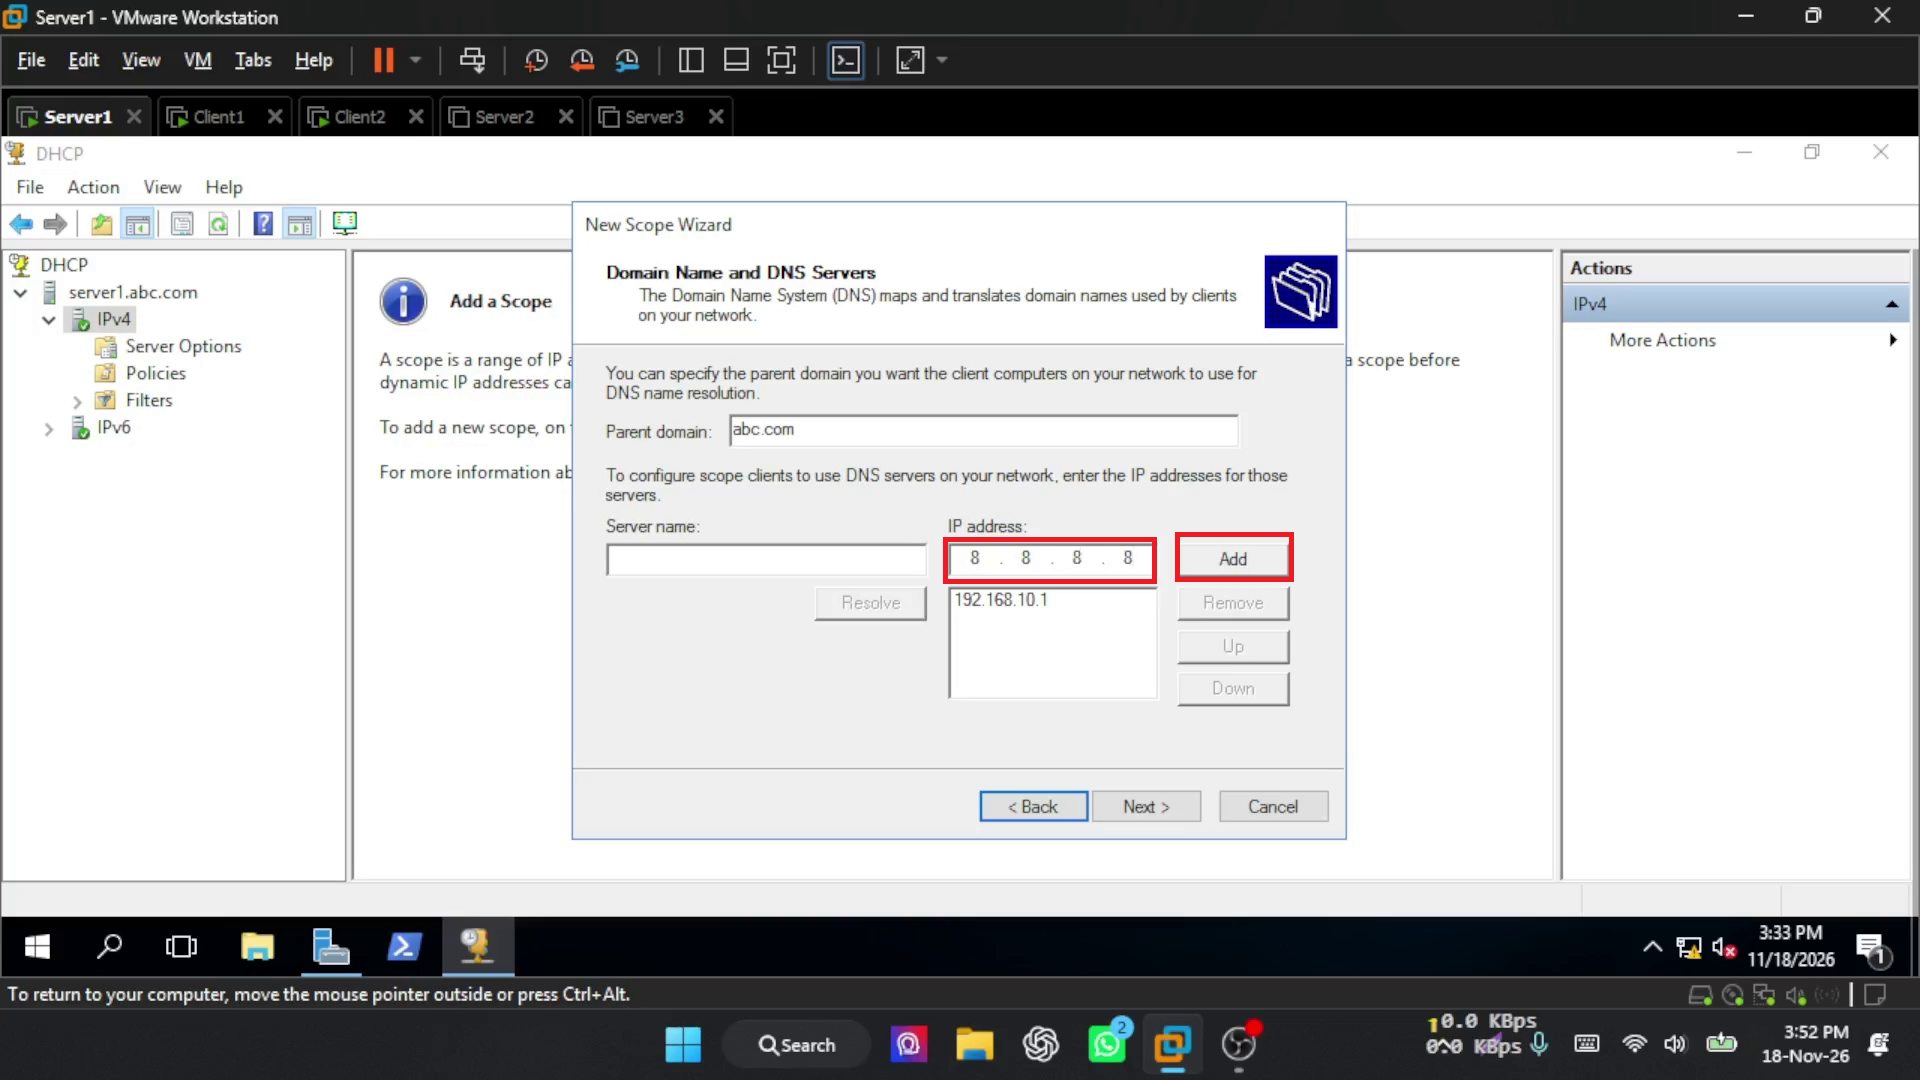 Server1 - VMware Workstation
File Edit View VM Tabs Help
Server1 Client1 Client2 Server2 Server3
DHCP
File Action View Help
DHCP
server1.abc.com
IPv4
Server Options
Policies
Filters
IPv6
Add a Scope
A scope is a range of IP a
a scope before
dynamic IP addresses ca
To add a new scope, on
For more information ab
New Scope Wizard
Domain Name and DNS Servers
The Domain Name System (DNS) maps and translates domain names used by clients
on your network.
You can specify the parent domain you want the client computers on your network to use for
DNS name resolution.
Parent domain: abc.com
To configure scope clients to use DNS servers on your network, enter the IP addresses for those
servers.
Server name: IP address:
8 . 8 . 8 . 8 Add
Resolve 192.168.10.1 Remove
Up
Down
< Back Next > Cancel
Actions
IPv4
More Actions
3:33 PM
11/18/2026
1
To return to your computer, move the mouse pointer outside or press Ctrl+Alt.
Search
2
0.0 KBps
0.0 KBps
3:52 PM
18-Nov-26